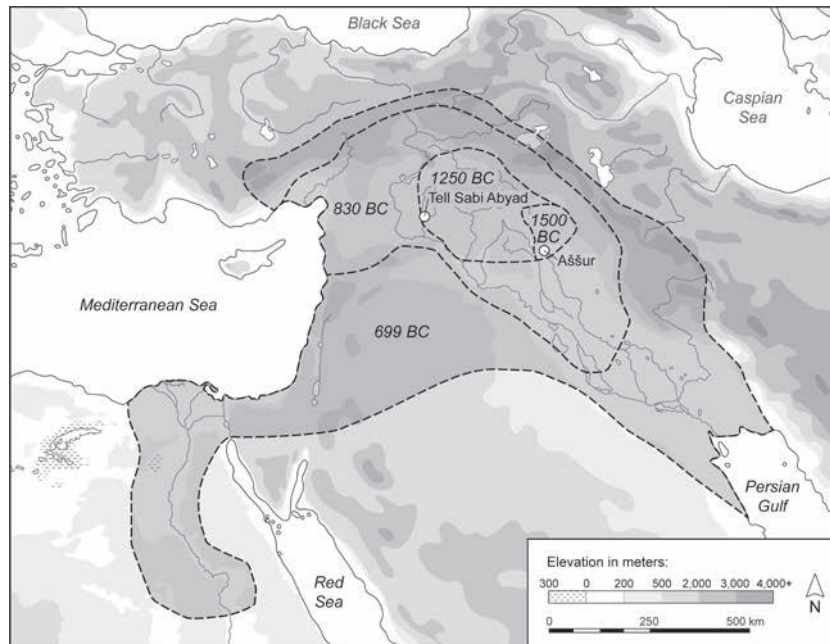 Black Sea
Caspian
Sea
1250 BC
Tell Sabi Abyad
830 BC
1500
BC
Aššur
Mediterranean Sea
699 BC
Persian
Gulf
Red
Sea
Elevation in meters:
300 0 200 500 2,000 3,000 4,000+
0 250 500 km
N